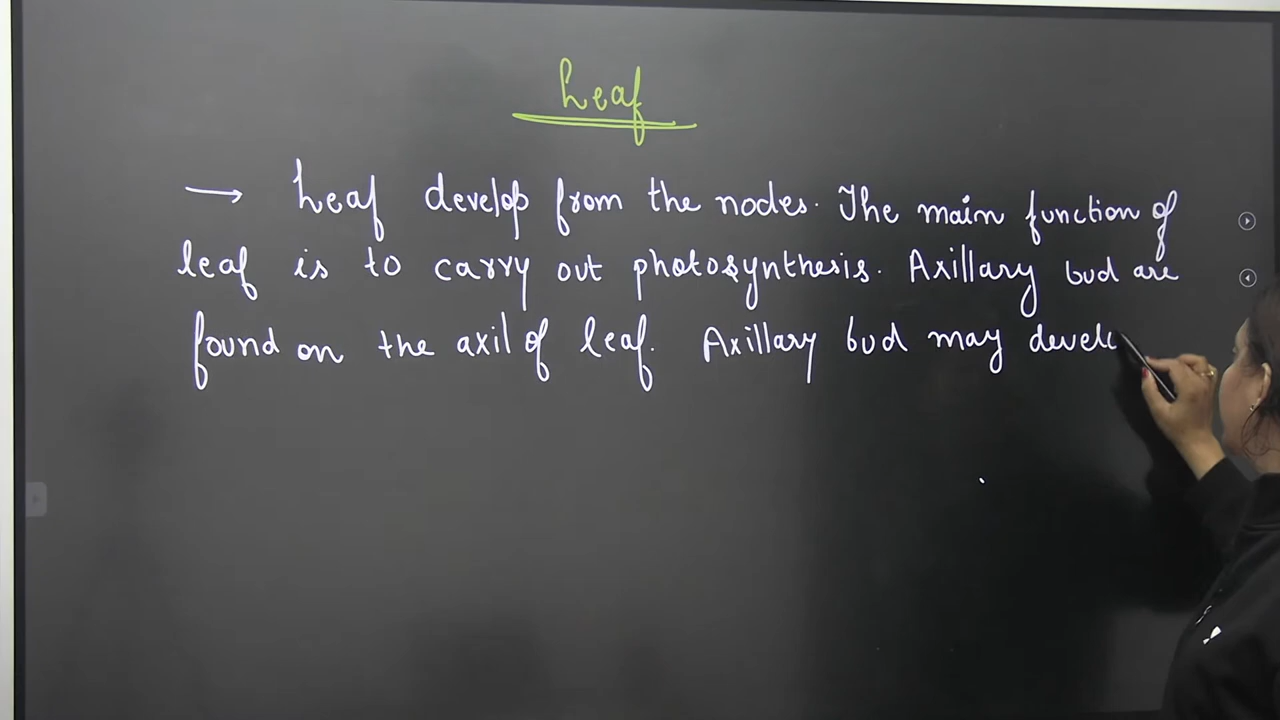 Leaf
→ Leaf develop from the nodes. The main function of
leaf is to carry out photosynthesis. Axillary bud are
found on the axil of leaf. Axillary bud may develo